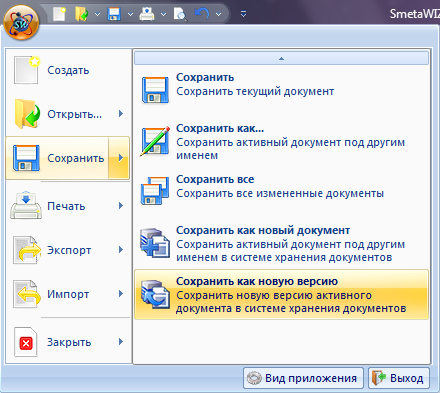 SmetaWIZ
Создать
Открыть...
Сохранить
Печать
Экспорт
Импорт
Закрыть
Сохранить
Сохранить текущий документ
Сохранить как...
Сохранить активный документ под другим
именем
Сохранить все
Сохранить все измененные документы
Сохранить как новый документ
Сохранить активный документ под другим
именем в системе хранения документов
Сохранить как новую версию
Сохранить новую версию активного
документа в системе хранения документов
Вид приложения
Выход